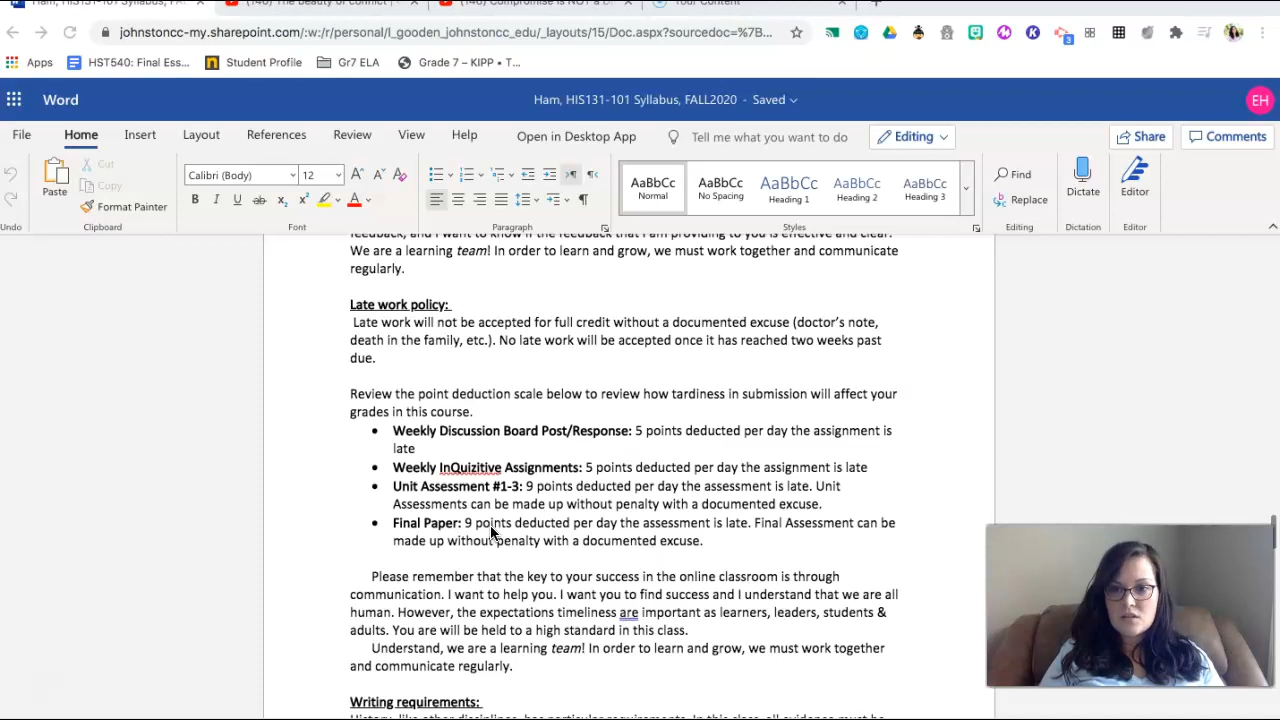 johnstoncc-my.sharepoint.com/:w:/r/personal/l_gooden_johnstoncc_edu/_layouts/15/Doc.aspx?sourcedoc=%7B...
Apps HST540: Final Ess... Student Profile Gr7 ELA Grade 7 – KIPP • T...
Word Ham, HIS131-101 Syllabus, FALL2020 - Saved EH
File Home Insert Layout References Review View Help Open in Desktop App Tell me what you want to do Editing Share Comments
Cut
Copy
Paste Format Painter
Calibri (Body) 12
AaBbCc AaBbCc AaBbCc AaBbCc AaBbCc
Normal No Spacing Heading 1 Heading 2 Heading 3
Find
Replace
Dictate Editor
Undo Clipboard Font Paragraph Styles Editing Dictation Editor
feedback, and I want to know if the feedback that I am providing to you is effective and clear.
We are a learning team! In order to learn and grow, we must work together and communicate
regularly.
Late work policy:
Late work will not be accepted for full credit without a documented excuse (doctor's note,
death in the family, etc.). No late work will be accepted once it has reached two weeks past
due.
Review the point deduction scale below to review how tardiness in submission will affect your
grades in this course.
• Weekly Discussion Board Post/Response: 5 points deducted per day the assignment is
late
• Weekly InQuizitive Assignments: 5 points deducted per day the assignment is late
• Unit Assessment #1-3: 9 points deducted per day the assessment is late. Unit
Assessments can be made up without penalty with a documented excuse.
• Final Paper: 9 points deducted per day the assessment is late. Final Assessment can be
made up without penalty with a documented excuse.
Please remember that the key to your success in the online classroom is through
communication. I want to help you. I want you to find success and I understand that we are all
human. However, the expectations timeliness are important as learners, leaders, students &
adults. You are will be held to a high standard in this class.
Understand, we are a learning team! In order to learn and grow, we must work together
and communicate regularly.
Writing requirements: